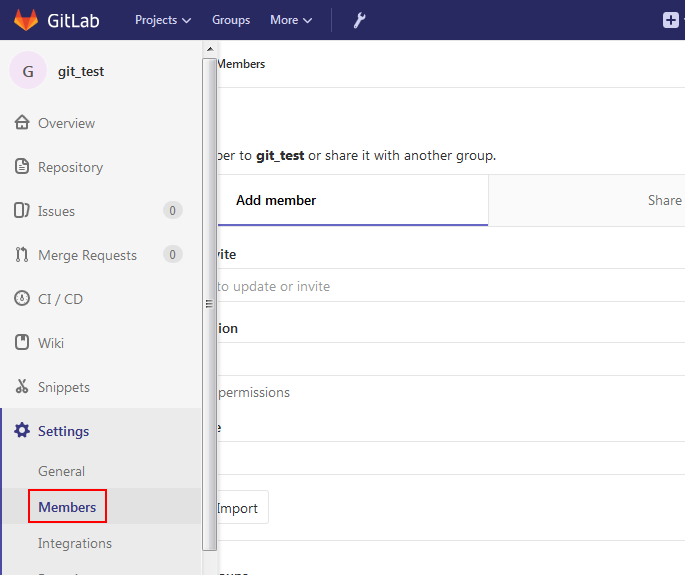 GitLab Projects Groups More
G git_test
Members
Overview
ber to git_test or share it with another group.
Repository
Add member Share
Issues 0
vite
Merge Requests 0
to update or invite
CI / CD
tion
Wiki
Snippets
permissions
Settings
e
General
Members
Import
Integrations